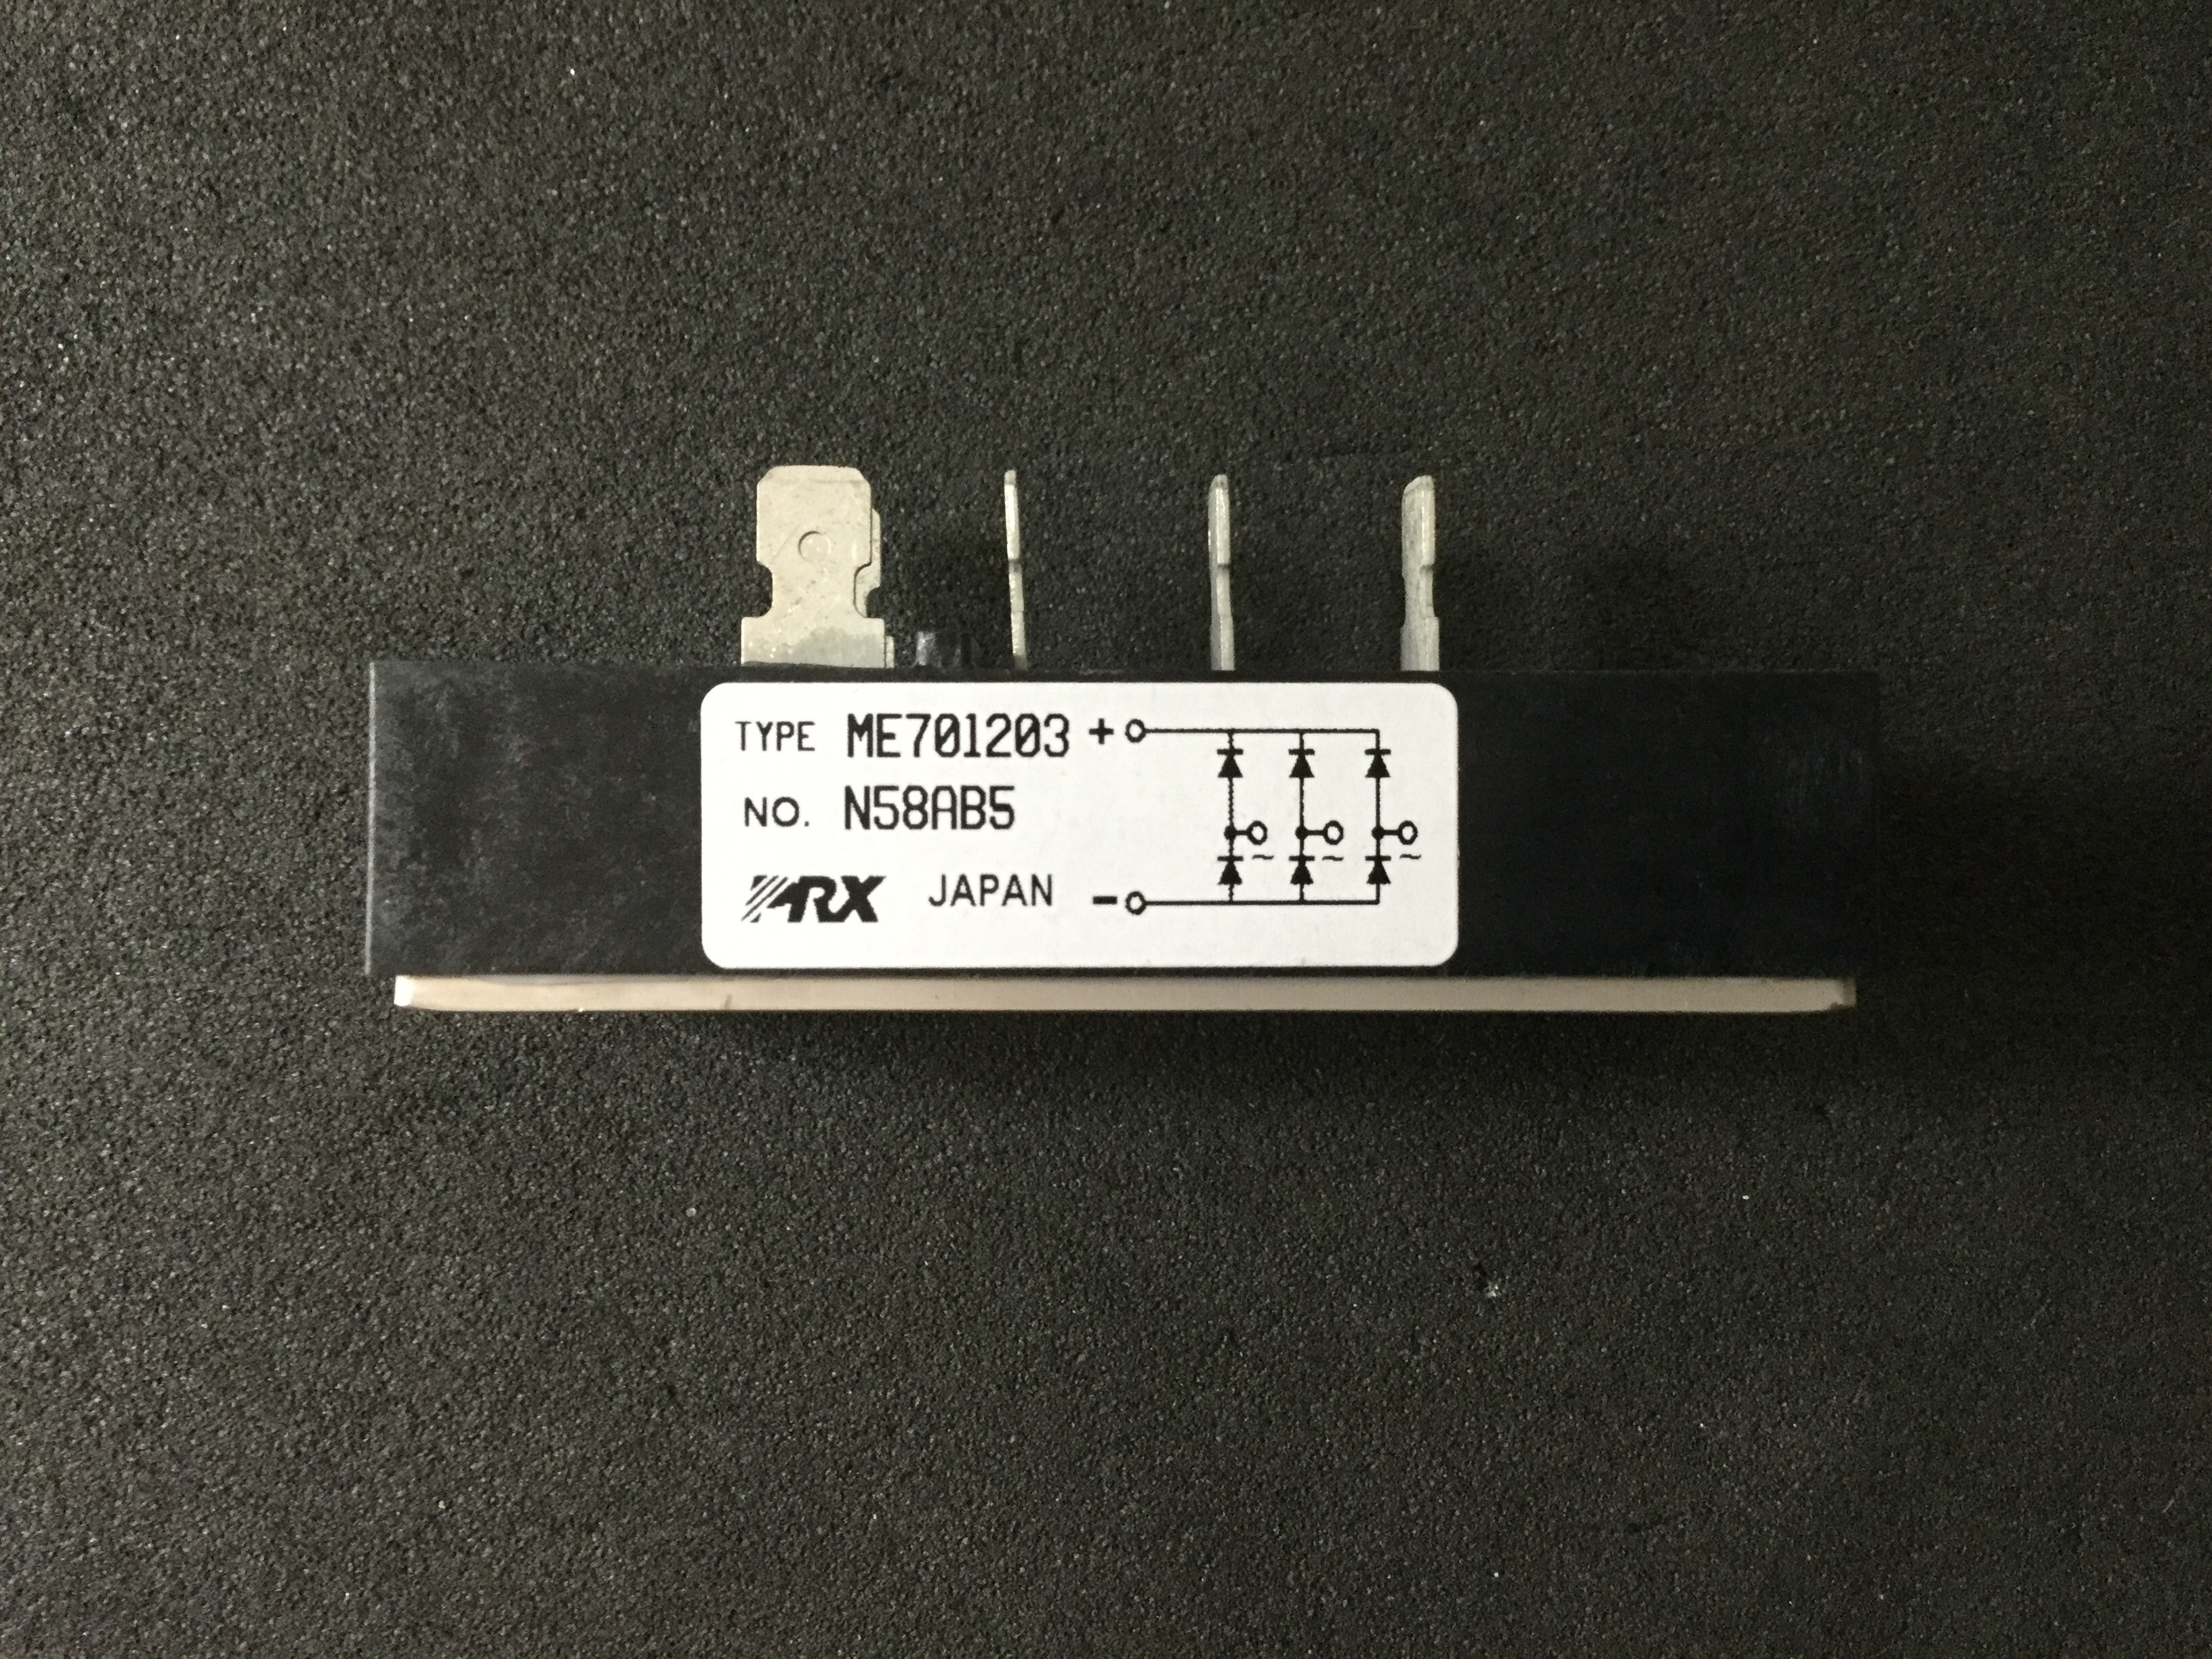 TYPE ME701203 +
NO. N58AB5
~ ~ ~
PRX JAPAN -